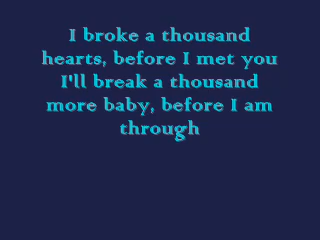 I broke a thousand
hearts, before I met you
I'll break a thousand
more baby, before I am
through